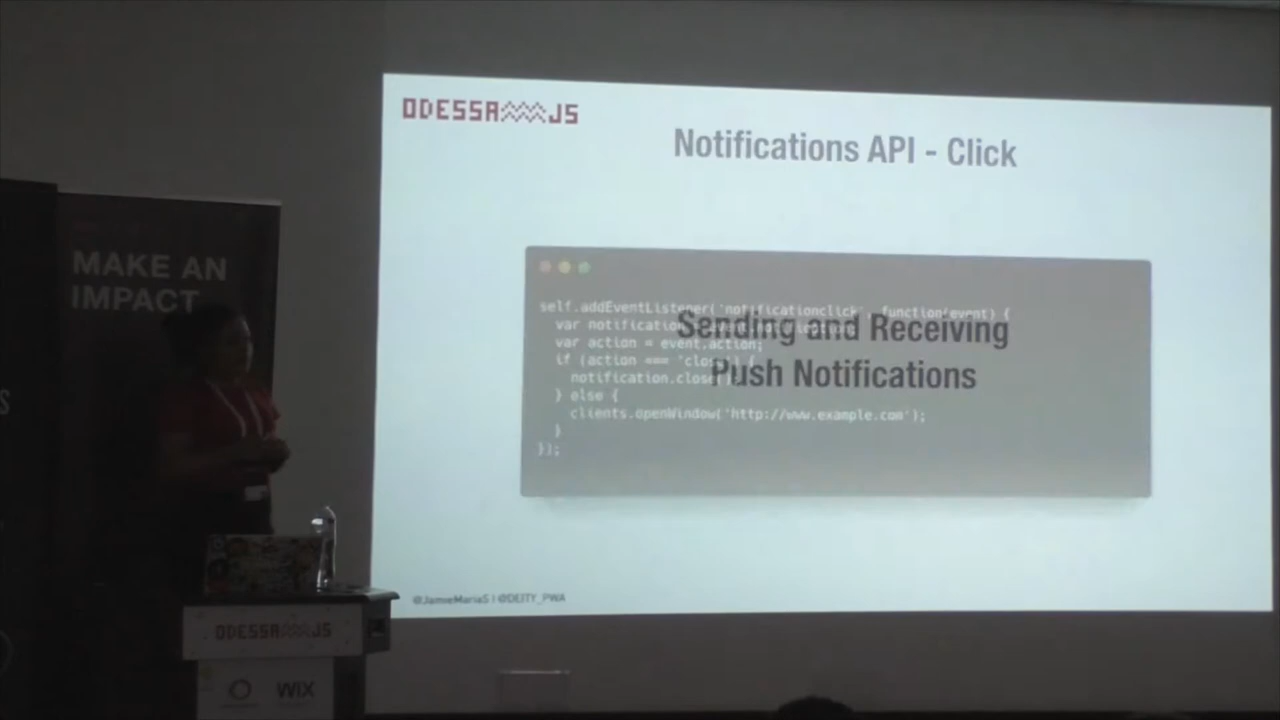 ODESSA JS
Notifications API - Click
self.addEventListener('notificationclick', function(event) {
var notification
var action = event.action;
if (action === 'close') {
notification.close();
} else {
clients.openWindow('http://www.example.com');
}
});
Sending and Receiving
Push Notifications
@JamieMariaS | @DEITY_PWA
MAKE AN
IMPACT
S
ODESSA JS
WIX